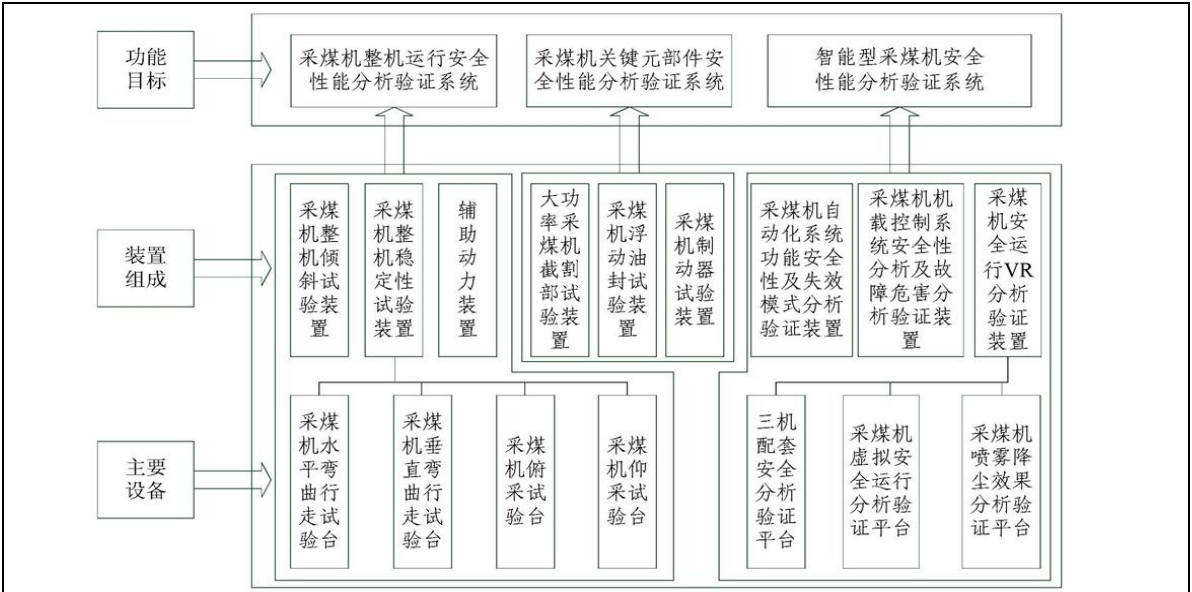 功能
目标
采煤机整机运行安全
性能分析验证系统
采煤机关键元部件安
全性能分析验证系统
智能型采煤机安全
性能分析验证系统
装置
组成
采煤
机整
机倾
斜试
验装
置
采煤
机整
机稳
定性
试验
装置
辅
助
动
力
装
置
大功
率采
煤机
截割
部试
验装
置
采煤
机浮
动油
封试
验装
置
采煤
机制
动器
试验
装置
采煤机自
动化系统
功能安全
性及失效
模式分析
验证装置
采煤机机
载控制系
统安全性
分析及故
障危害分
析验证装
置
采煤
机安
全运
行VR
分析
验证
装置
主要
设备
采煤
机水
平弯
曲行
走试
验台
采煤
机垂
直弯
曲行
走试
验台
采煤
机俯
采试
验台
采煤
机仰
采试
验台
三机
配套
安全
分析
验证
平台
采煤机
虚拟安
全运行
分析验
证平台
采煤机
喷雾降
尘效果
分析验
证平台